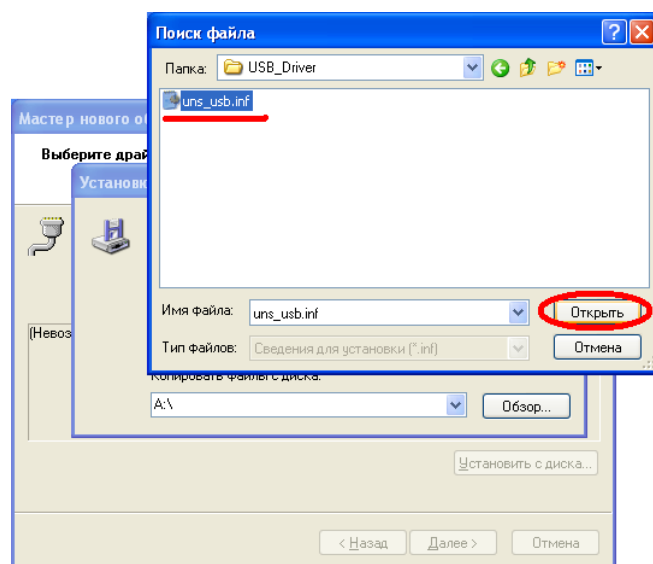 Поиск файла
Папка: USB_Driver
uns_usb.inf
Мастер нового об
Выберите драй
Установк
Имя файла: uns_usb.inf Открыть
(Невоз
Тип файлов: Сведения для установки (*.inf) Отмена
Копировать файлы с диска:
A:\ Обзор...
Установить с диска...
< Назад Далее > Отмена